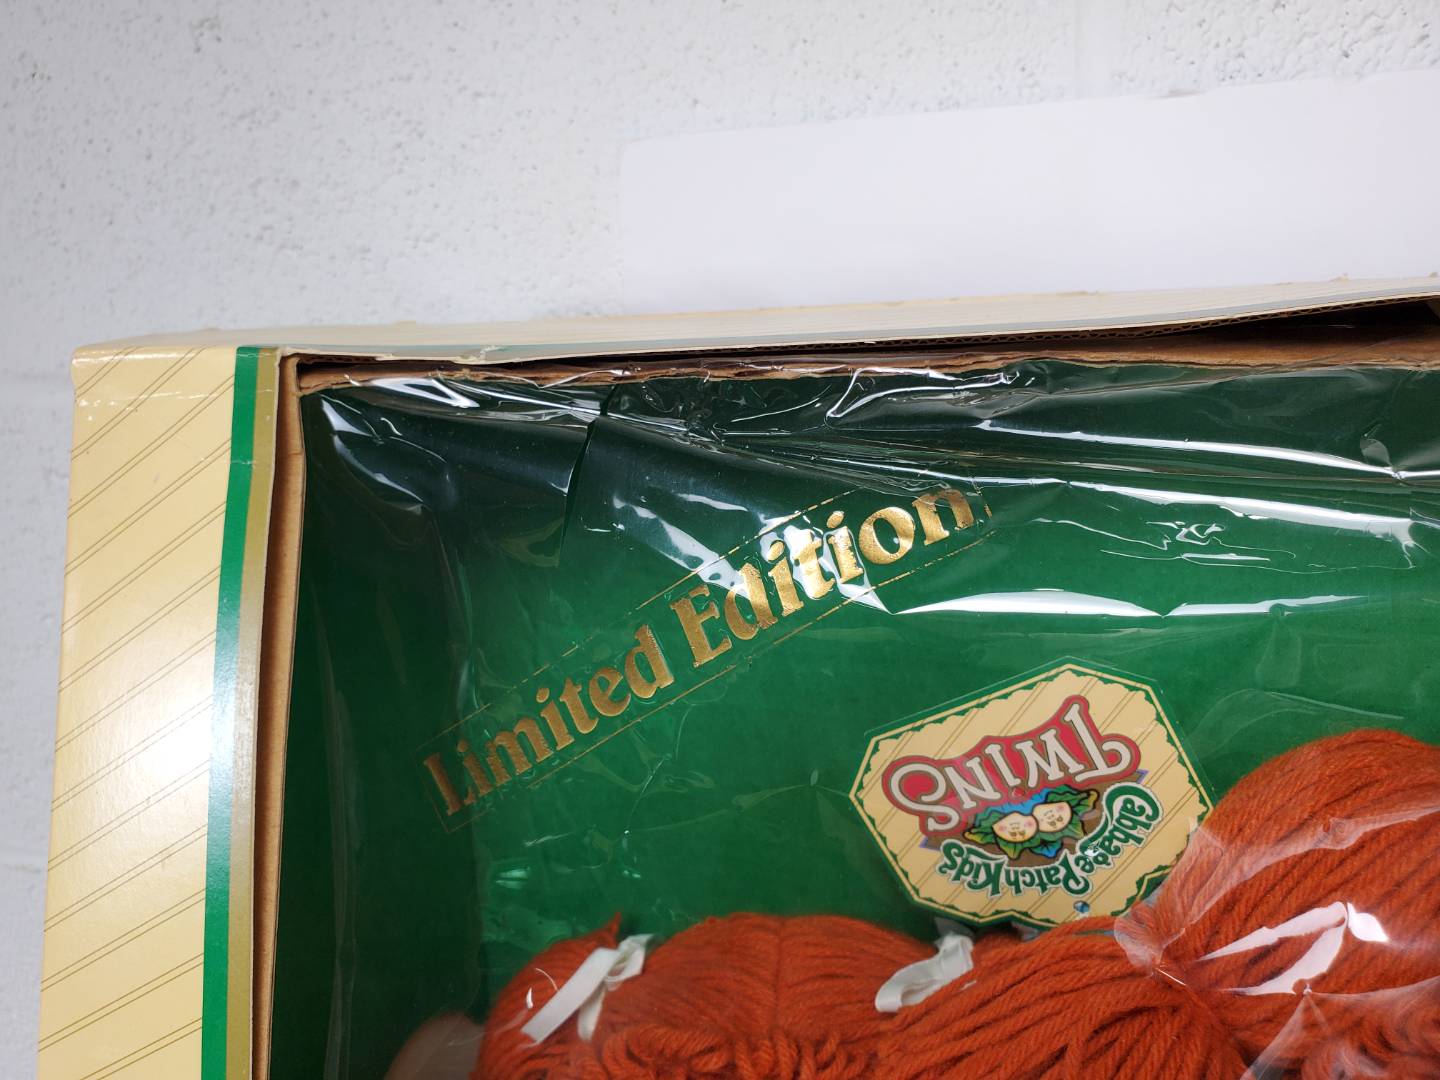 Limited Edition
TWINS
Cabbage Patch Kids